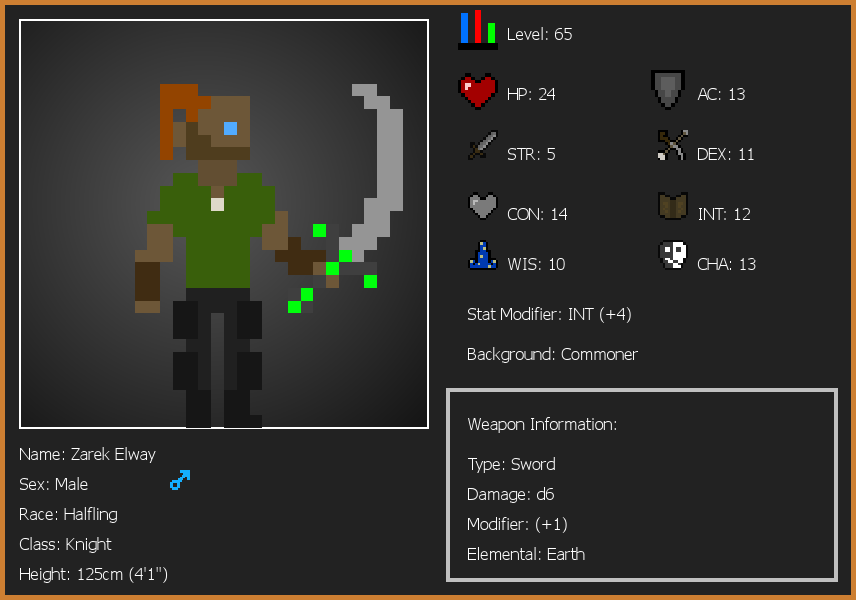 Level: 65
HP: 24
AC: 13
STR: 5
DEX: 11
CON: 14
INT: 12
WIS: 10
CHA: 13
Stat Modifier: INT (+4)
Background: Commoner
Weapon Information:
Type: Sword
Damage: d6
Modifier: (+1)
Elemental: Earth
Name: Zarek Elway
Sex: Male
Race: Halfling
Class: Knight
Height: 125cm (4'1")